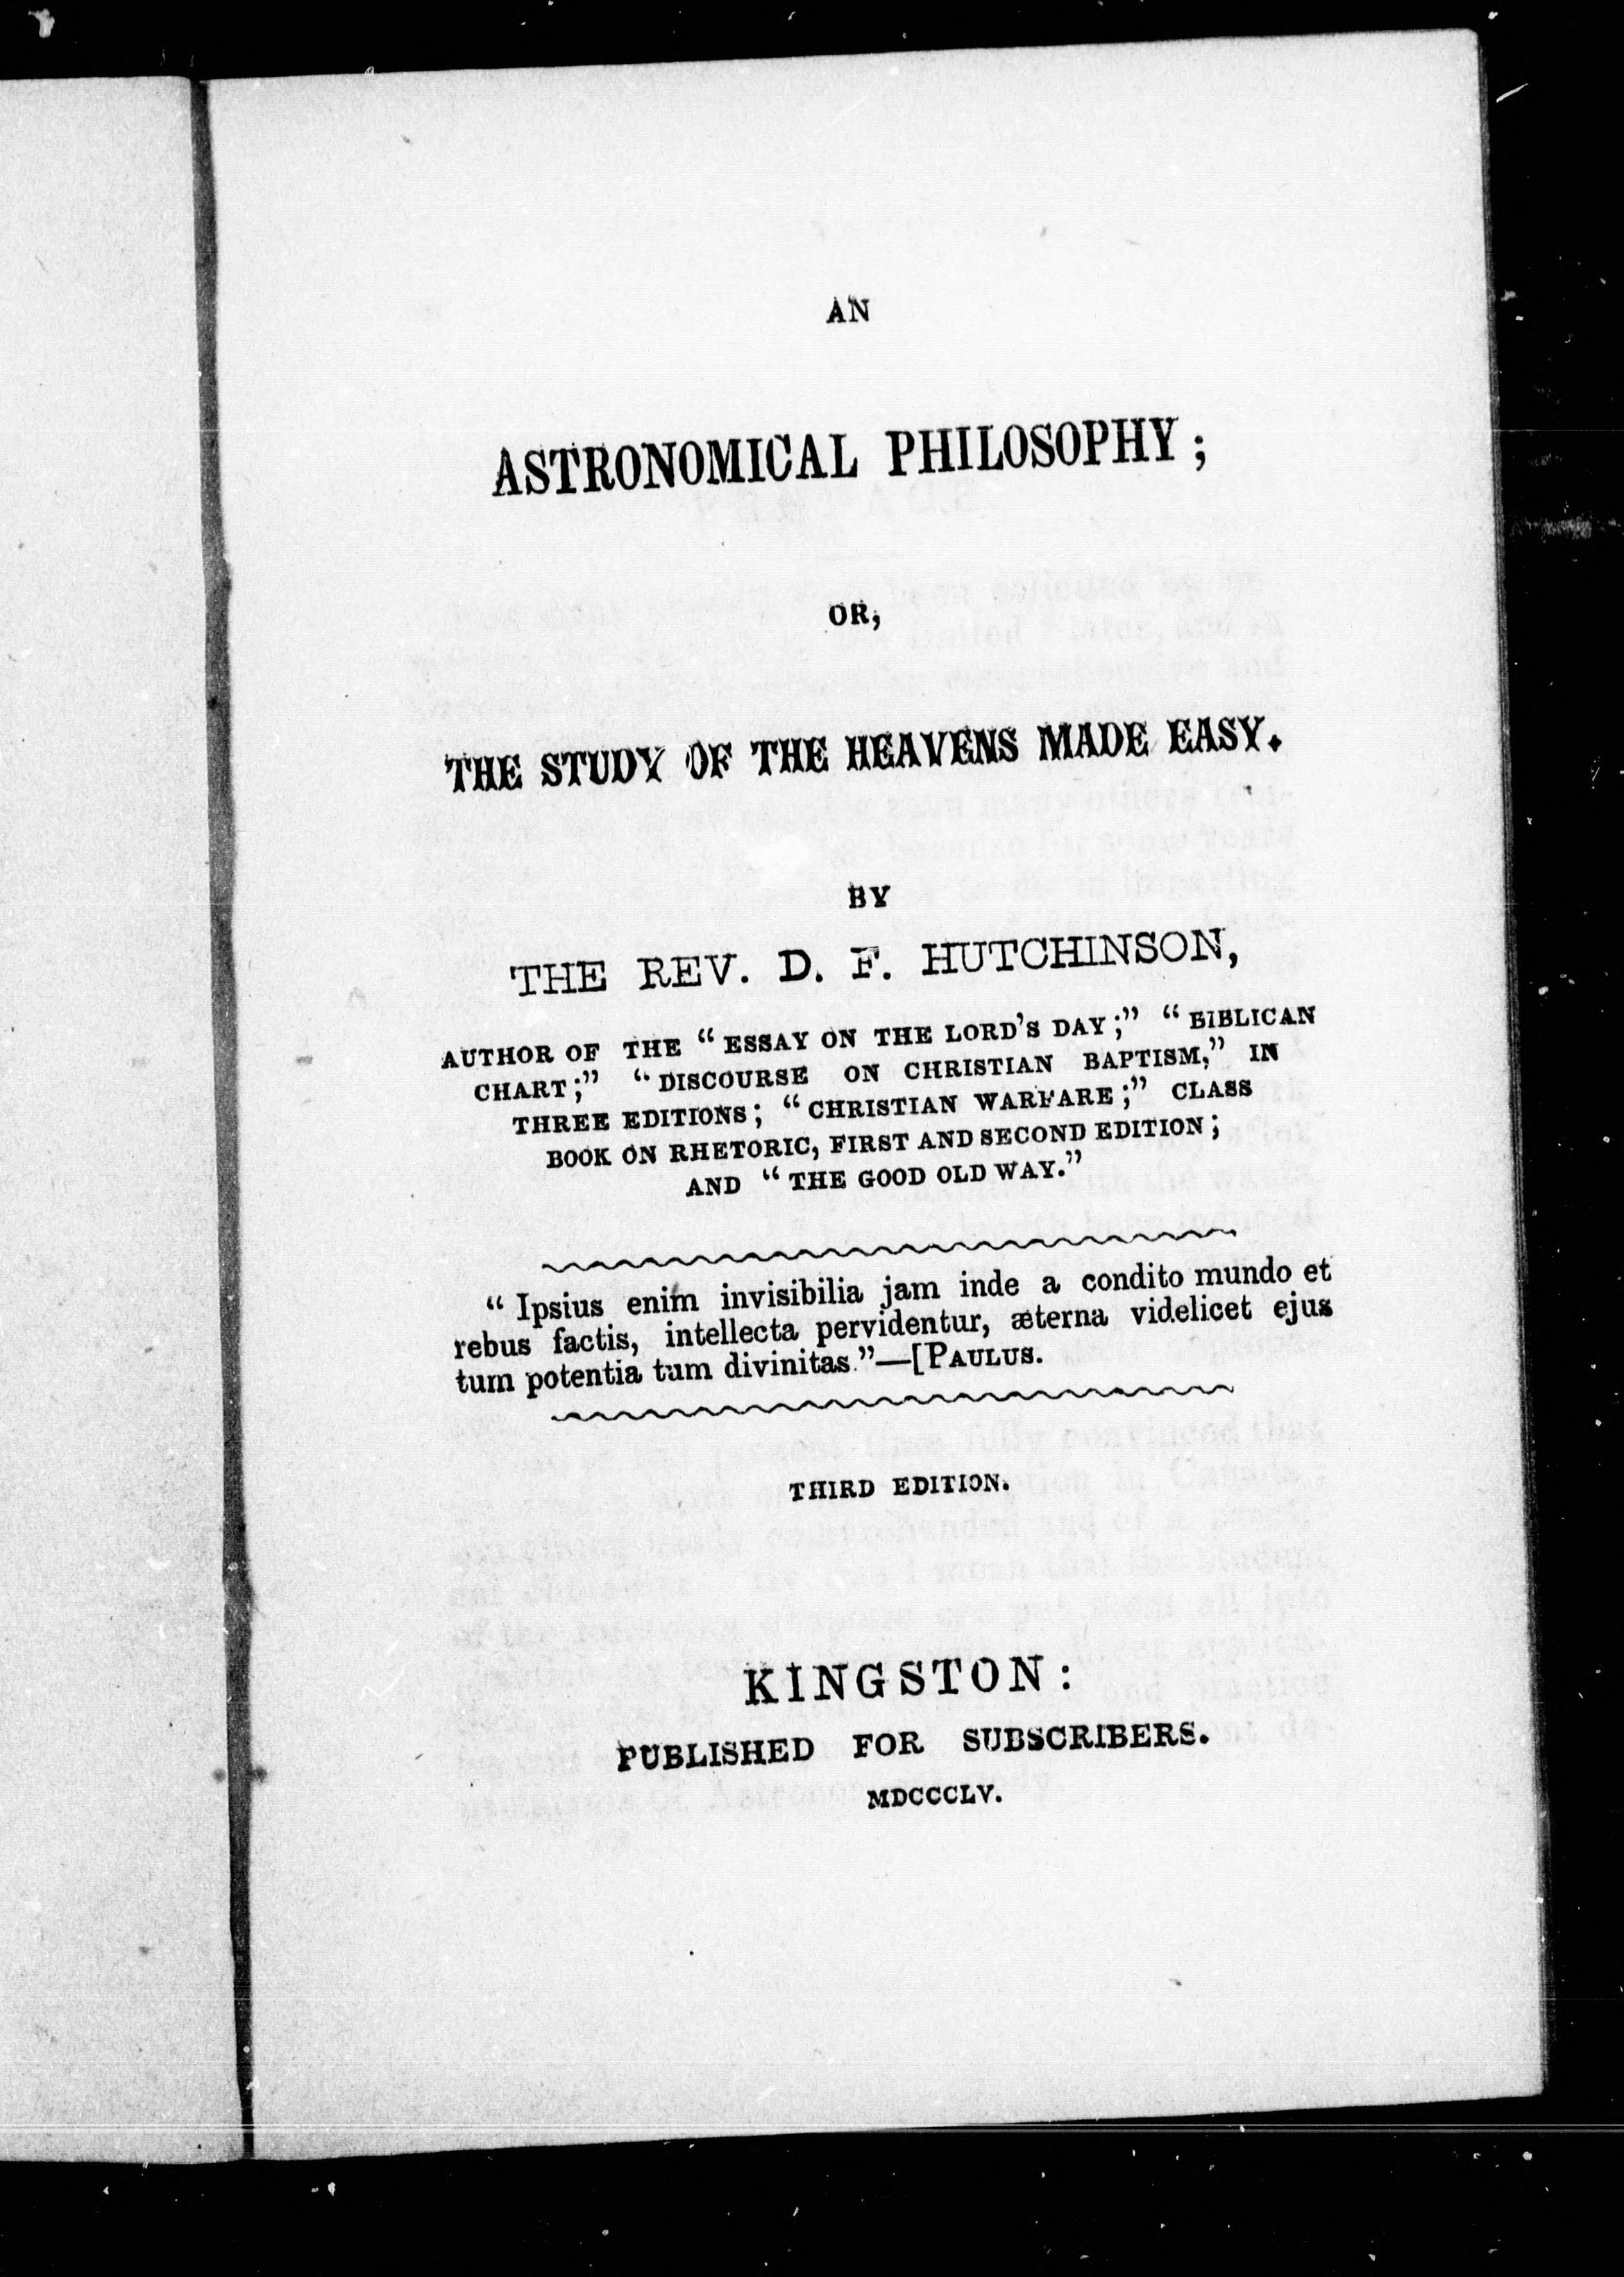 AN
ASTRONOMICAL PHILOSOPHY;
OR,
THE STUDY OF THE HEAVENS MADE EASY.
BY
THE REV. D. F. HUTCHINSON,
AUTHOR OF THE "ESSAY ON THE LORD'S DAY;" "BIBLICAN
CHART;" "DISCOURSE ON CHRISTIAN BAPTISM," IN
THREE EDITIONS; "CHRISTIAN WARFARE;" CLASS
BOOK ON RHETORIC, FIRST AND SECOND EDITION;
AND "THE GOOD OLD WAY."
"Ipsius enim invisibilia jam inde a condito mundo et
rebus factis, intellecta pervidentur, æterna videlicet ejus
tum potentia tum divinitas."—[PAULUS.
THIRD EDITION.
KINGSTON:
PUBLISHED FOR SUBSCRIBERS.
MDCCCLV.